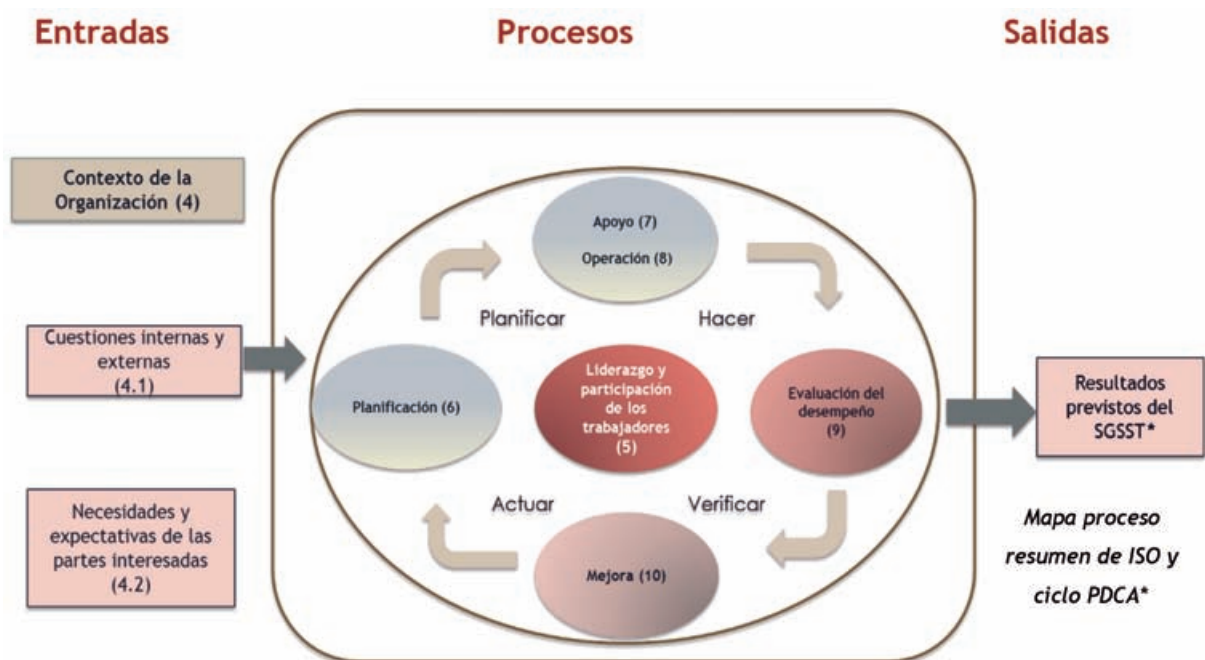 Entradas
Procesos
Salidas
Contexto de la
Organización (4)
Cuestiones internas y
externas
(4.1)
Necesidades y
expectativas de las
partes interesadas
(4.2)
Apoyo (7)
Operación (8)
Planificar
Hacer
Planificación (6)
Liderazgo y
participación
de los
trabajadores
(5)
Evaluación del
desempeño
(9)
Actuar
Verificar
Mejora (10)
Resultados
previstos del
SGSST*
Mapa proceso
resumen de ISO y
ciclo PDCA*